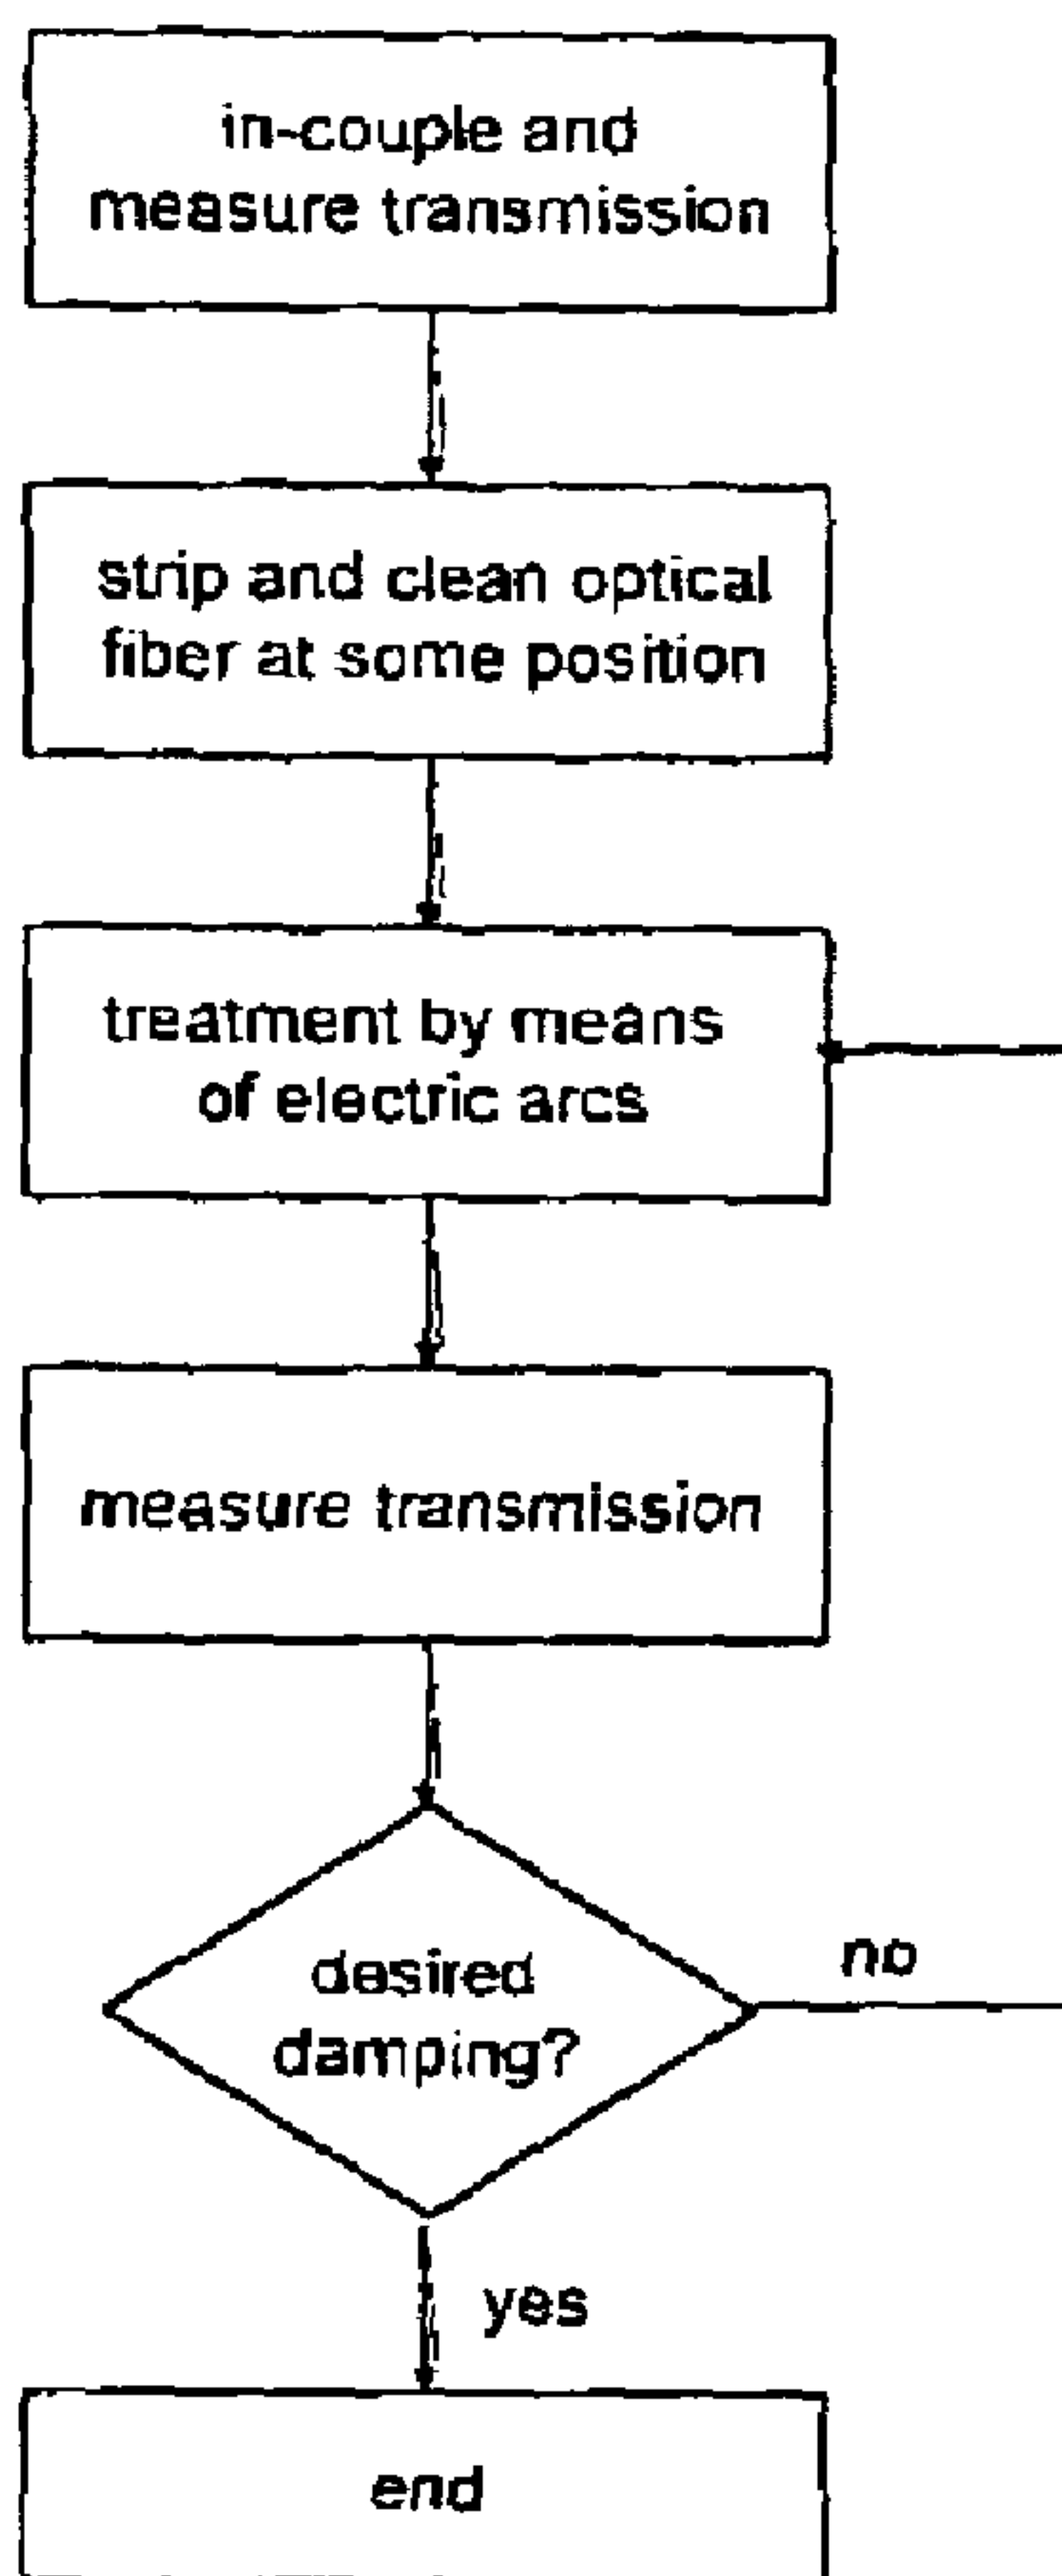 in-couple and
measure transmission
strip and clean optical
fiber at some position
treatment by means
of electric arcs
measure transmission
desired
damping?
no
yes
end